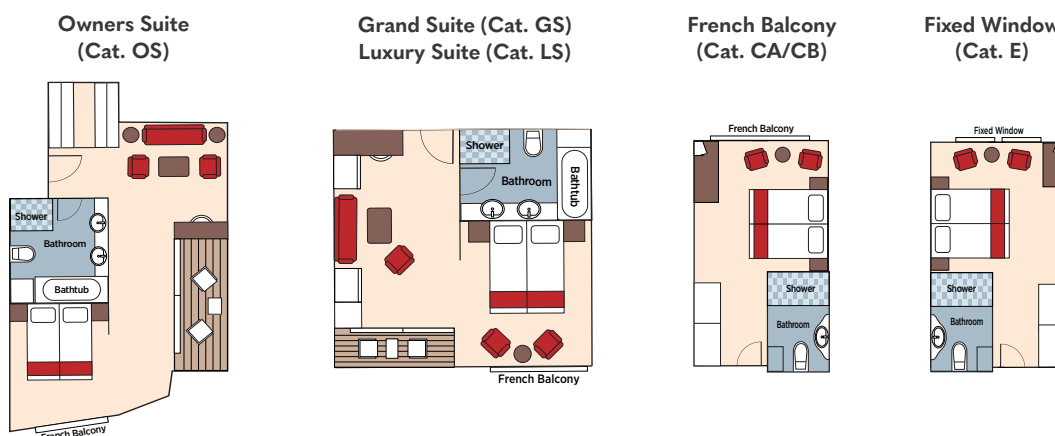 Owners Suite
(Cat. OS)
Shower
Bathroom
Bathtub
French Balcony
Grand Suite (Cat. GS)
Luxury Suite (Cat. LS)
Shower
Bathroom
Bathtub
French Balcony
French Balcony
(Cat. CA/CB)
French Balcony
Shower
Bathroom
Fixed Window
(Cat. E)
Fixed Window
Shower
Bathroom